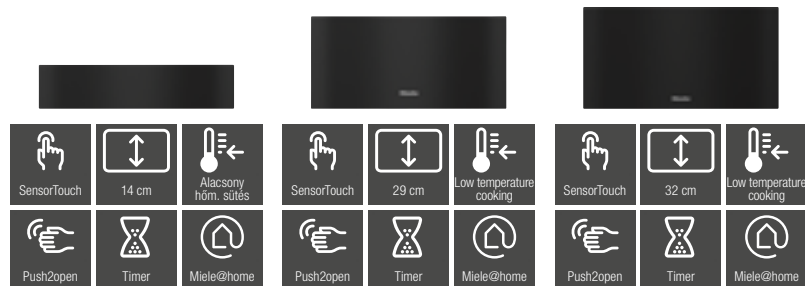 SensorTouch
14 cm
Alacsony
hőm. sütés
Push2open
Timer
Miele@home
SensorTouch
29 cm
Low temperature
cooking
Push2open
Timer
Miele@home
SensorTouch
32 cm
Low temperature
cooking
Push2open
Timer
Miele@home